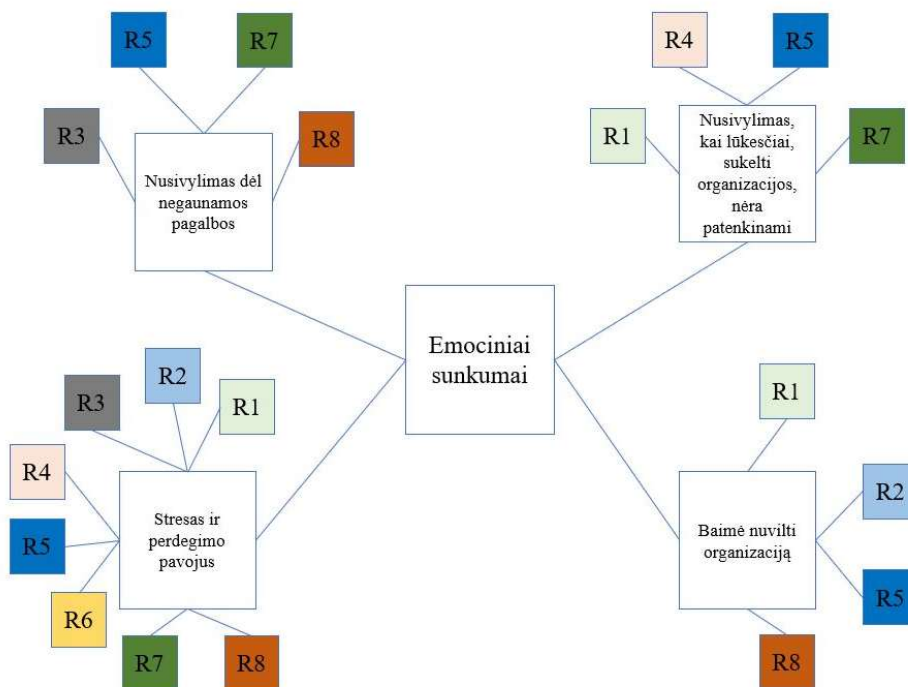 R5
R7
R3
R8
Nusivylimas dėl
negaunamos
pagalbos
R4
R5
R1
R7
Nusivylimas,
kai lūkesčiai,
sukelti
organizacijos,
nėra
patenkinami
Emociniai
sunkumai
R3
R2
R1
R4
R5
R6
R7
R8
Stresas ir
perdegimo
pavojus
R1
R2
R5
R8
Baimė nuvilti
organizaciją